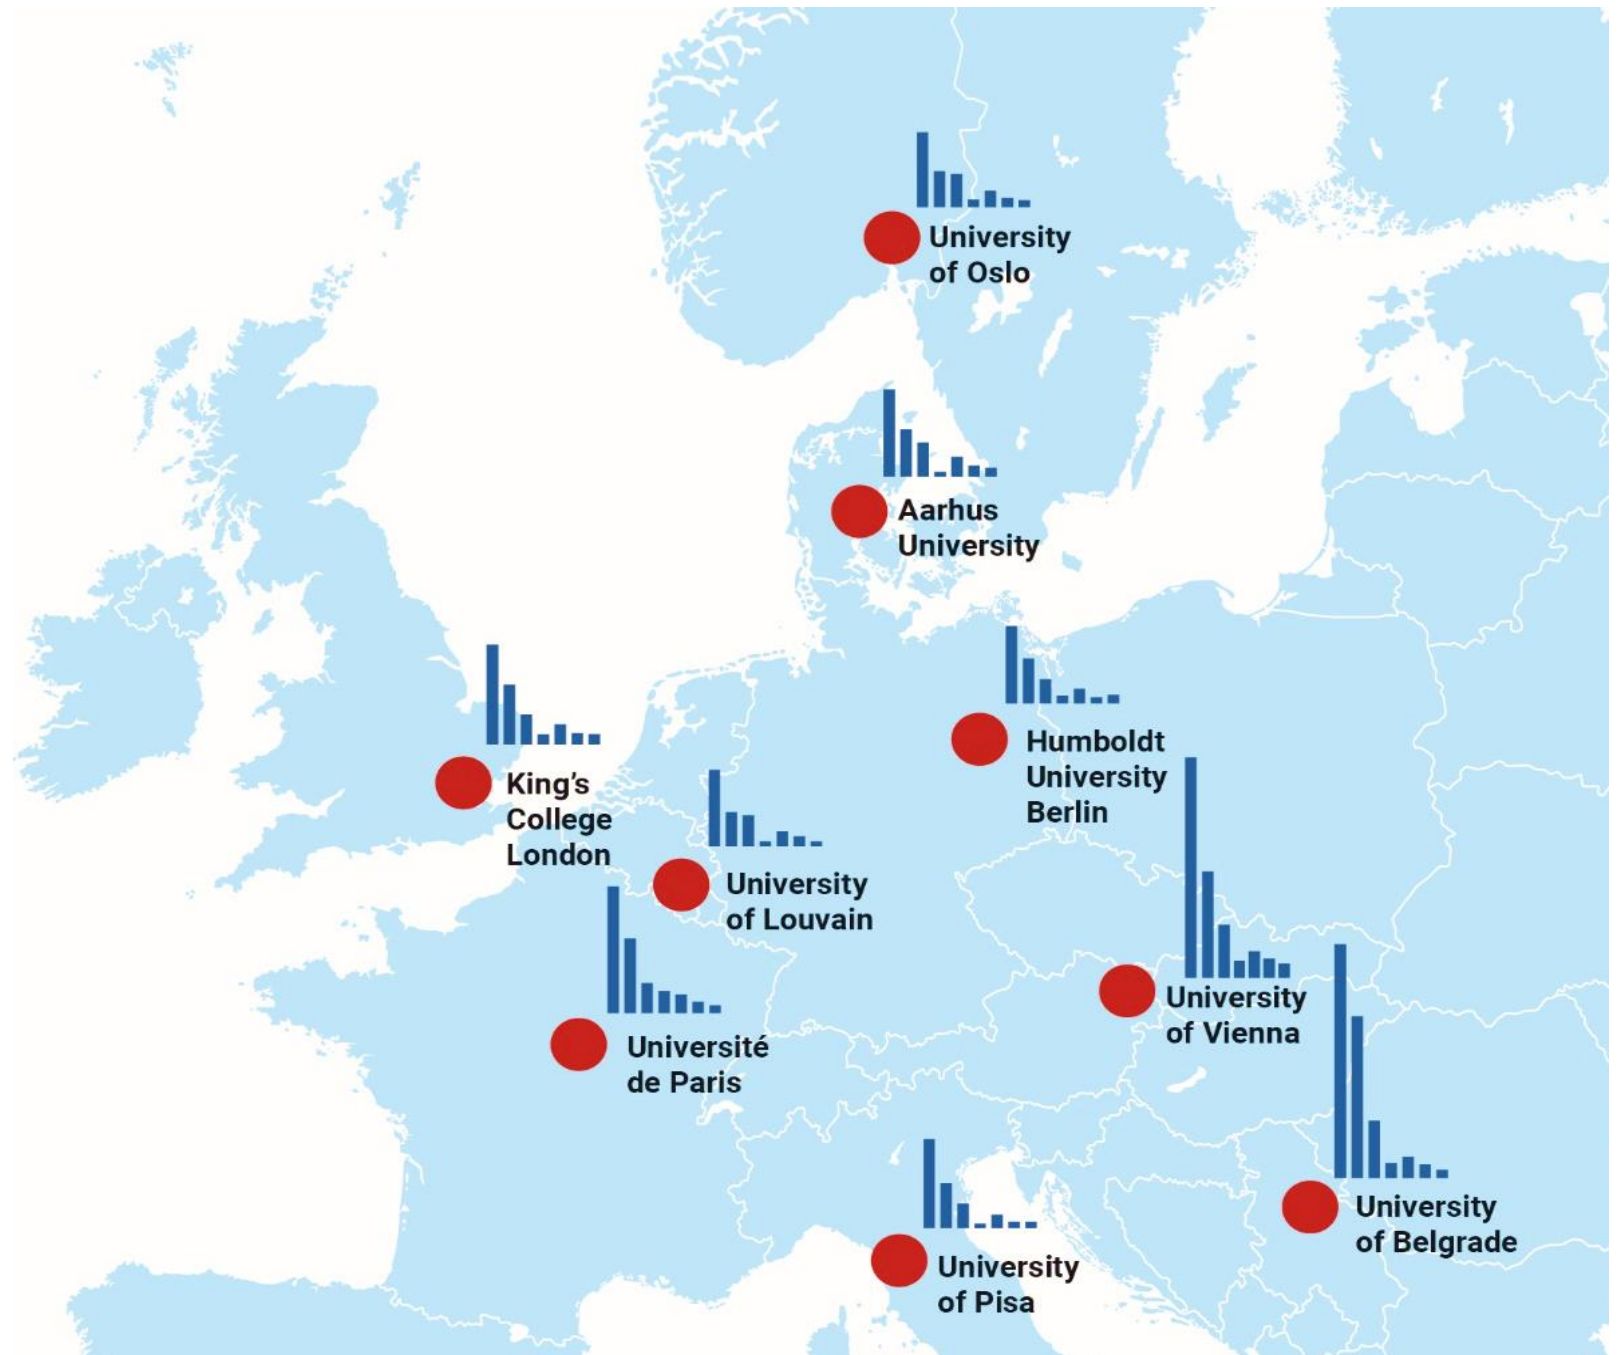 University
of Oslo
Aarhus
University
Humboldt
University
Berlin
King's
College
London
University
of Louvain
University
of Vienna
Université
de Paris
University
of Belgrade
University
of Pisa